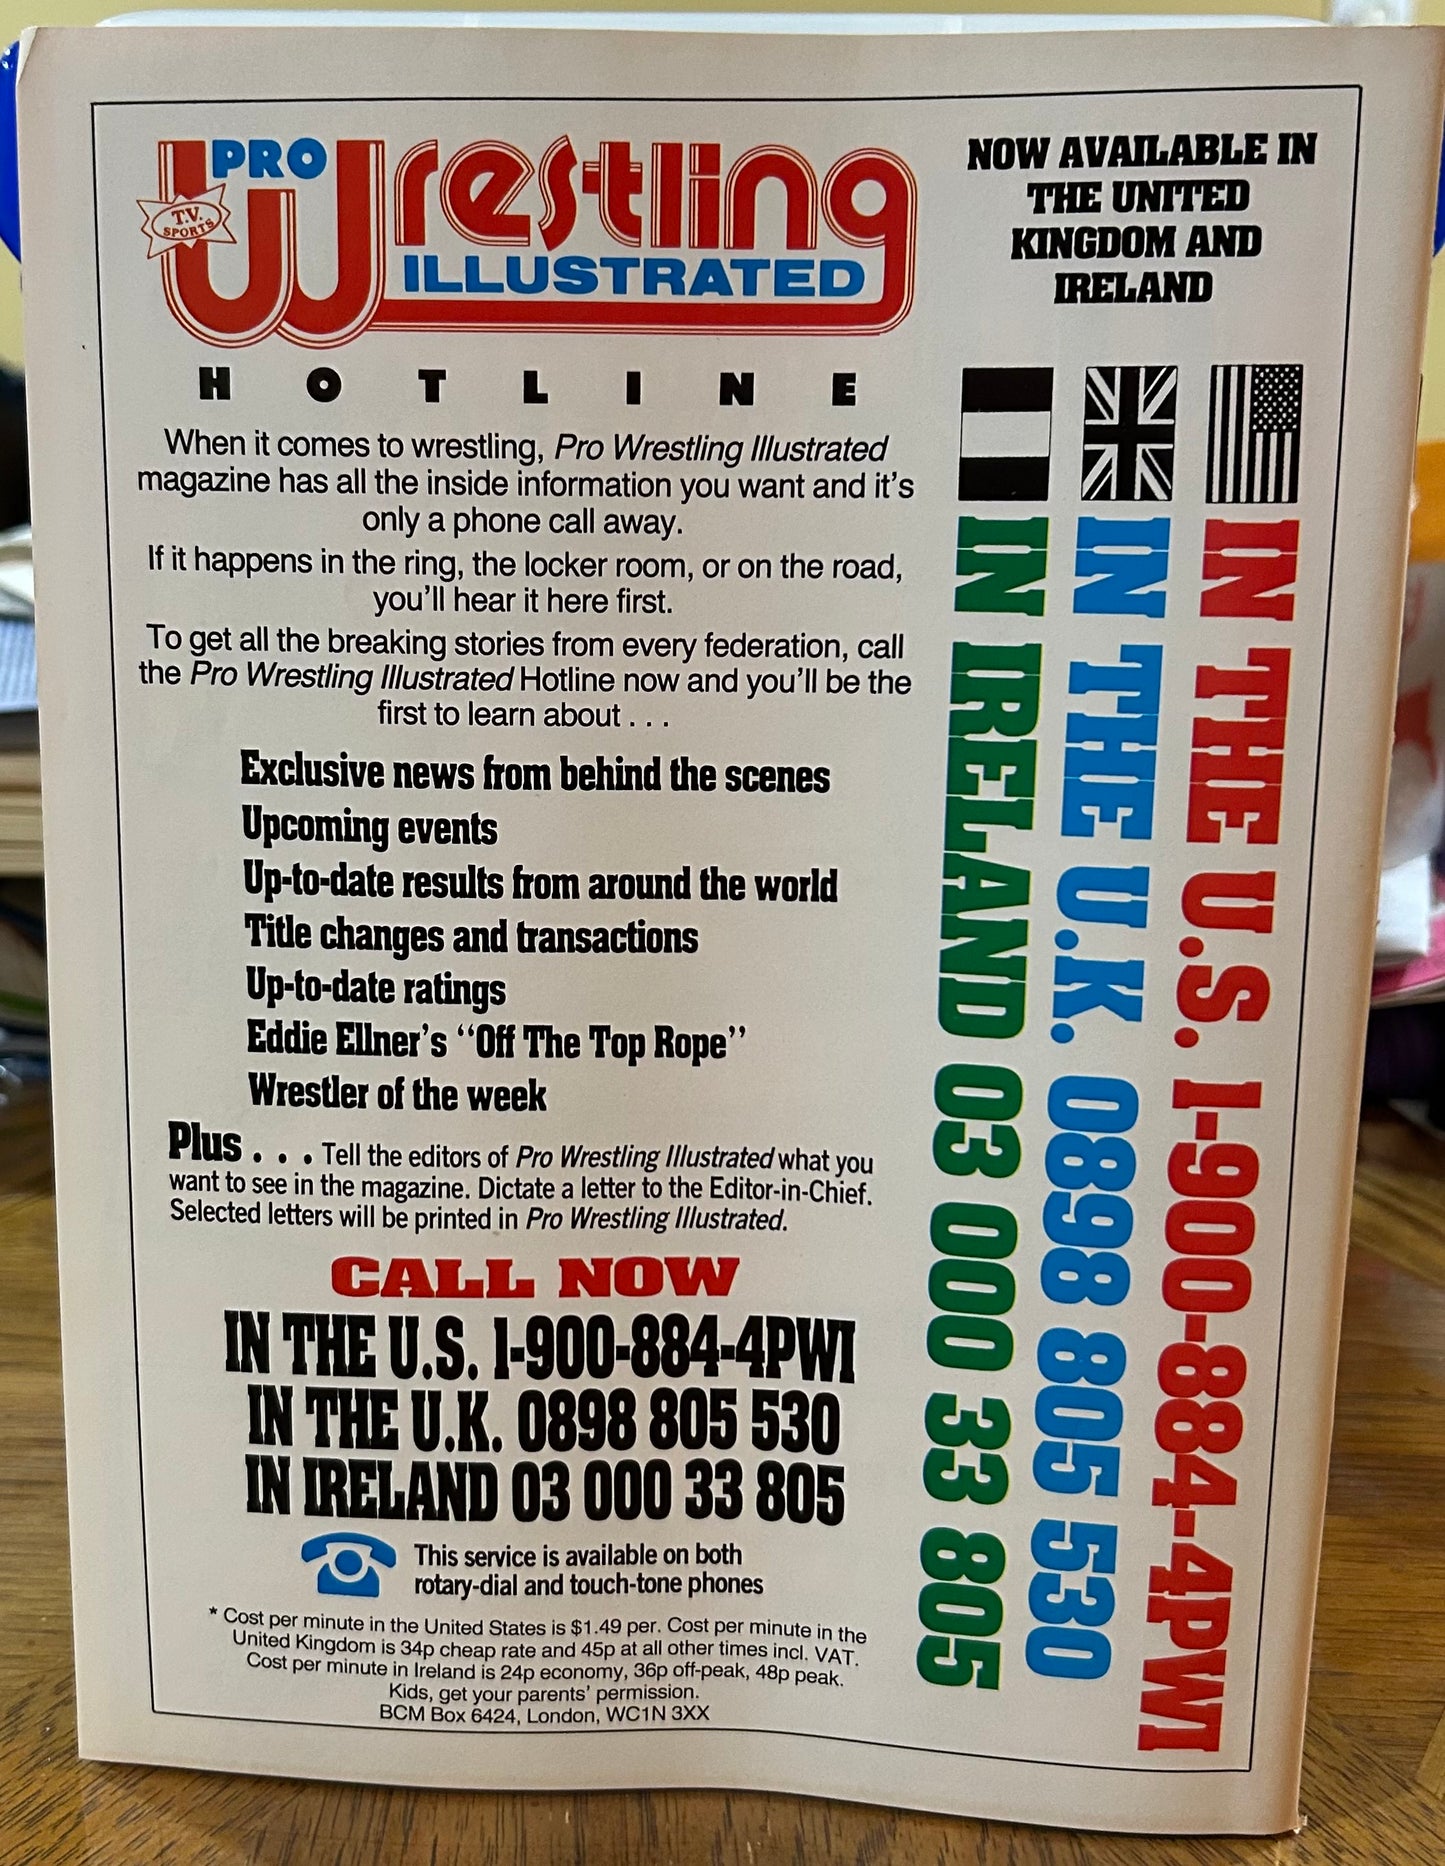 PRO
Wrestling
T.V.
SPORTS
ILLUSTRATED
HOTLINE
When it comes to wrestling, Pro Wrestling Illustrated
magazine has all the inside information you want and it's
only a phone call away.
If it happens in the ring, the locker room, or on the road,
you'll hear it here first.
To get all the breaking stories from every federation, call
the Pro Wrestling Illustrated Hotline now and you'll be the
first to learn about . . .
Exclusive news from behind the scenes
Upcoming events
Up-to-date results from around the world
Title changes and transactions
Up-to-date ratings
Eddie Ellner's “Off The Top Rope”
Wrestler of the week
Plus . . . Tell the editors of Pro Wrestling Illustrated what you
want to see in the magazine. Dictate a letter to the Editor-in-Chief.
Selected letters will be printed in Pro Wrestling Illustrated.
CALL NOW
IN THE U.S. 1-900-884-4PWI
IN THE U.K. 0898 805 530
IN IRELAND 03 000 33 805
This service is available on both
rotary-dial and touch-tone phones
* Cost per minute in the United States is $1.49 per. Cost per minute in the
United Kingdom is 34p cheap rate and 45p at all other times incl. VAT.
Cost per minute in Ireland is 24p economy, 36p off-peak, 48p peak.
Kids, get your parents' permission.
BCM Box 6424, London, WC1N 3XX
NOW AVAILABLE IN
THE UNITED
KINGDOM AND
IRELAND
IN THE U.S. 1-900-884-4PWI
IN THE U.K. 0898 805 530
IN IRELAND 03 000 33 805